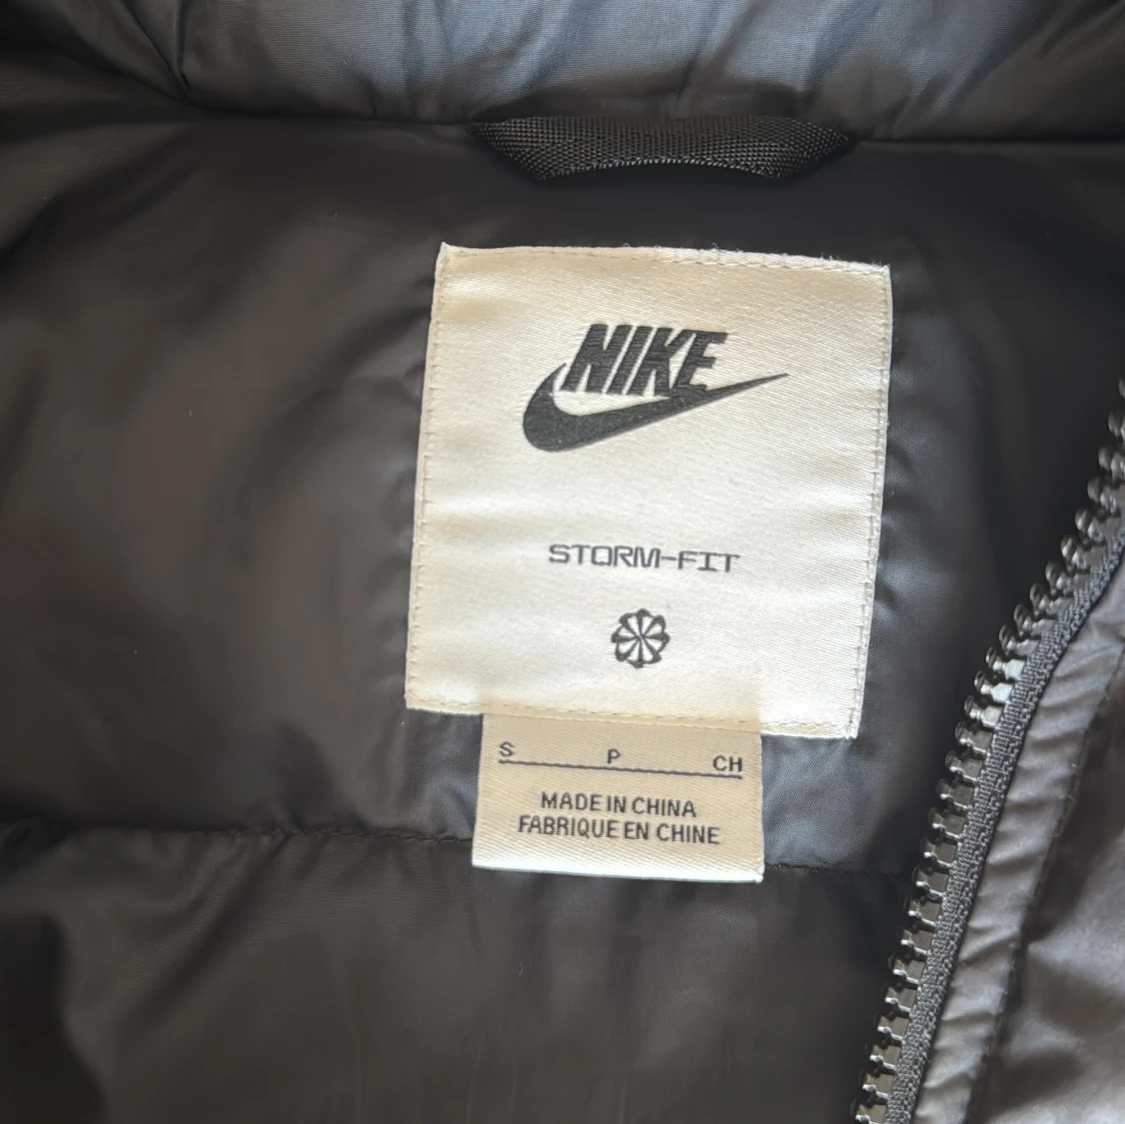 NIKE
STORM-FIT
S P CH
MADE IN CHINA
FABRIQUE EN CHINE